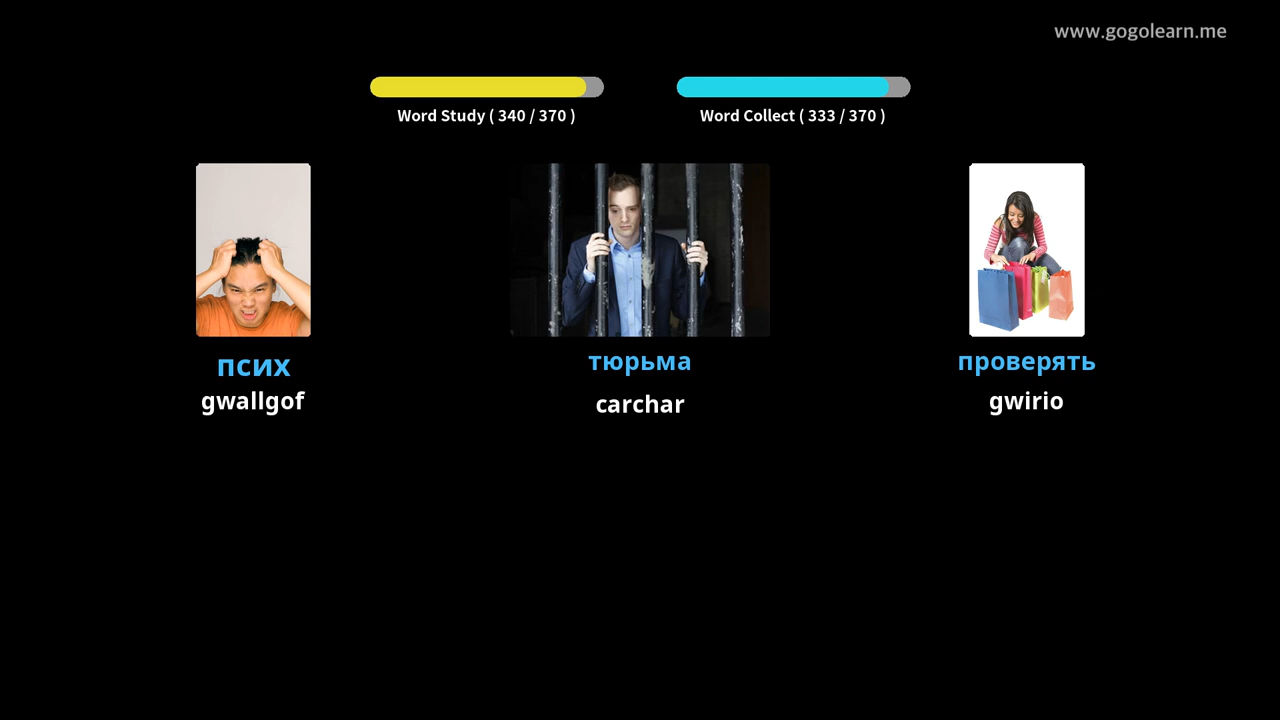 www.gogolearn.me
Word Study ( 340 / 370 )
Word Collect ( 333 / 370 )
псих
gwallgof
тюрьма
carchar
проверять
gwirio